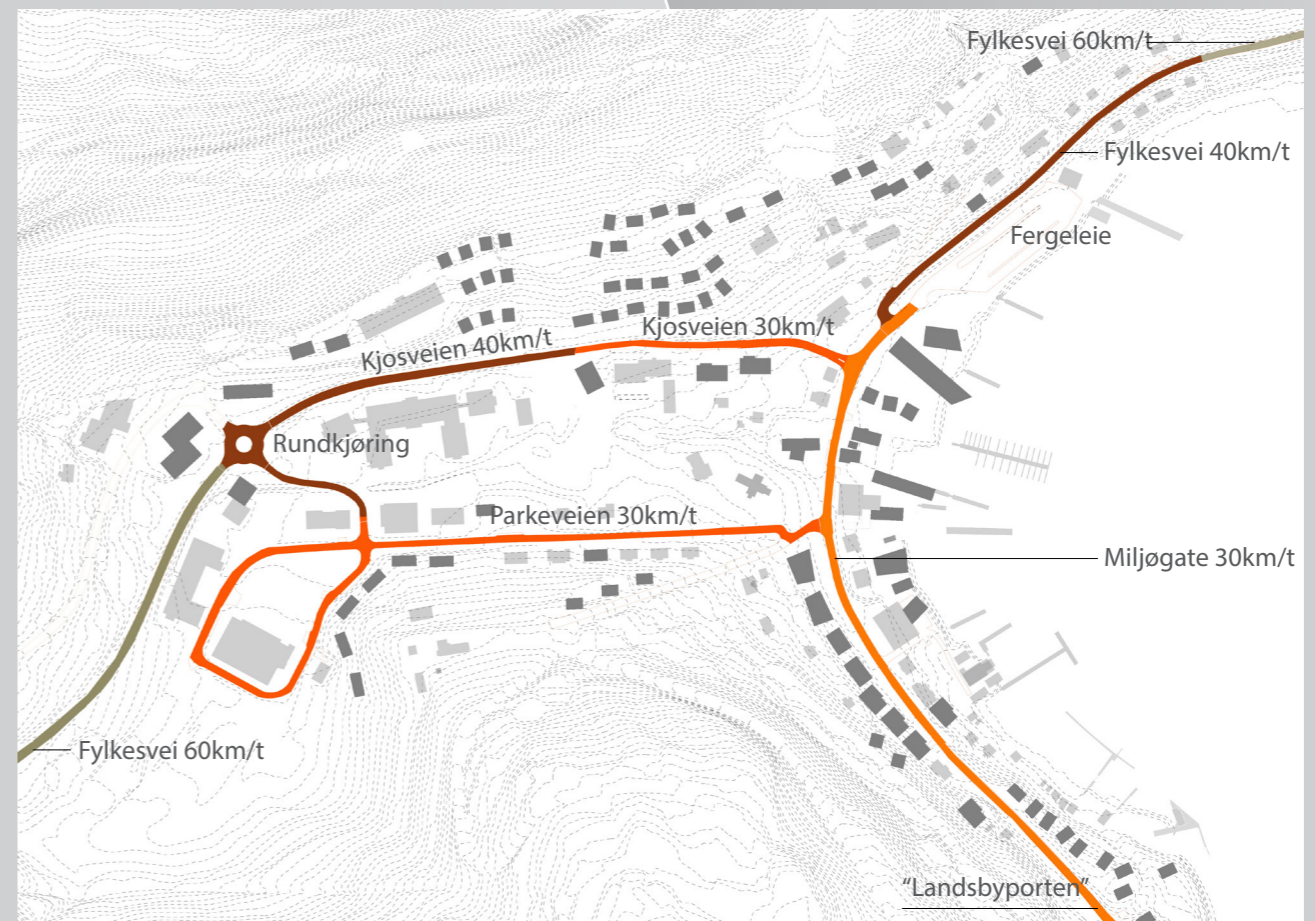 Fylkesvei 60km/t
Fylkesvei 40km/t
Fergeleie
Kjosveien 30km/t
Kjosveien 40km/t
Rundkjøring
Parkeveien 30km/t
Miljøgate 30km/t
Fylkesvei 60km/t
"Landsbyporten"